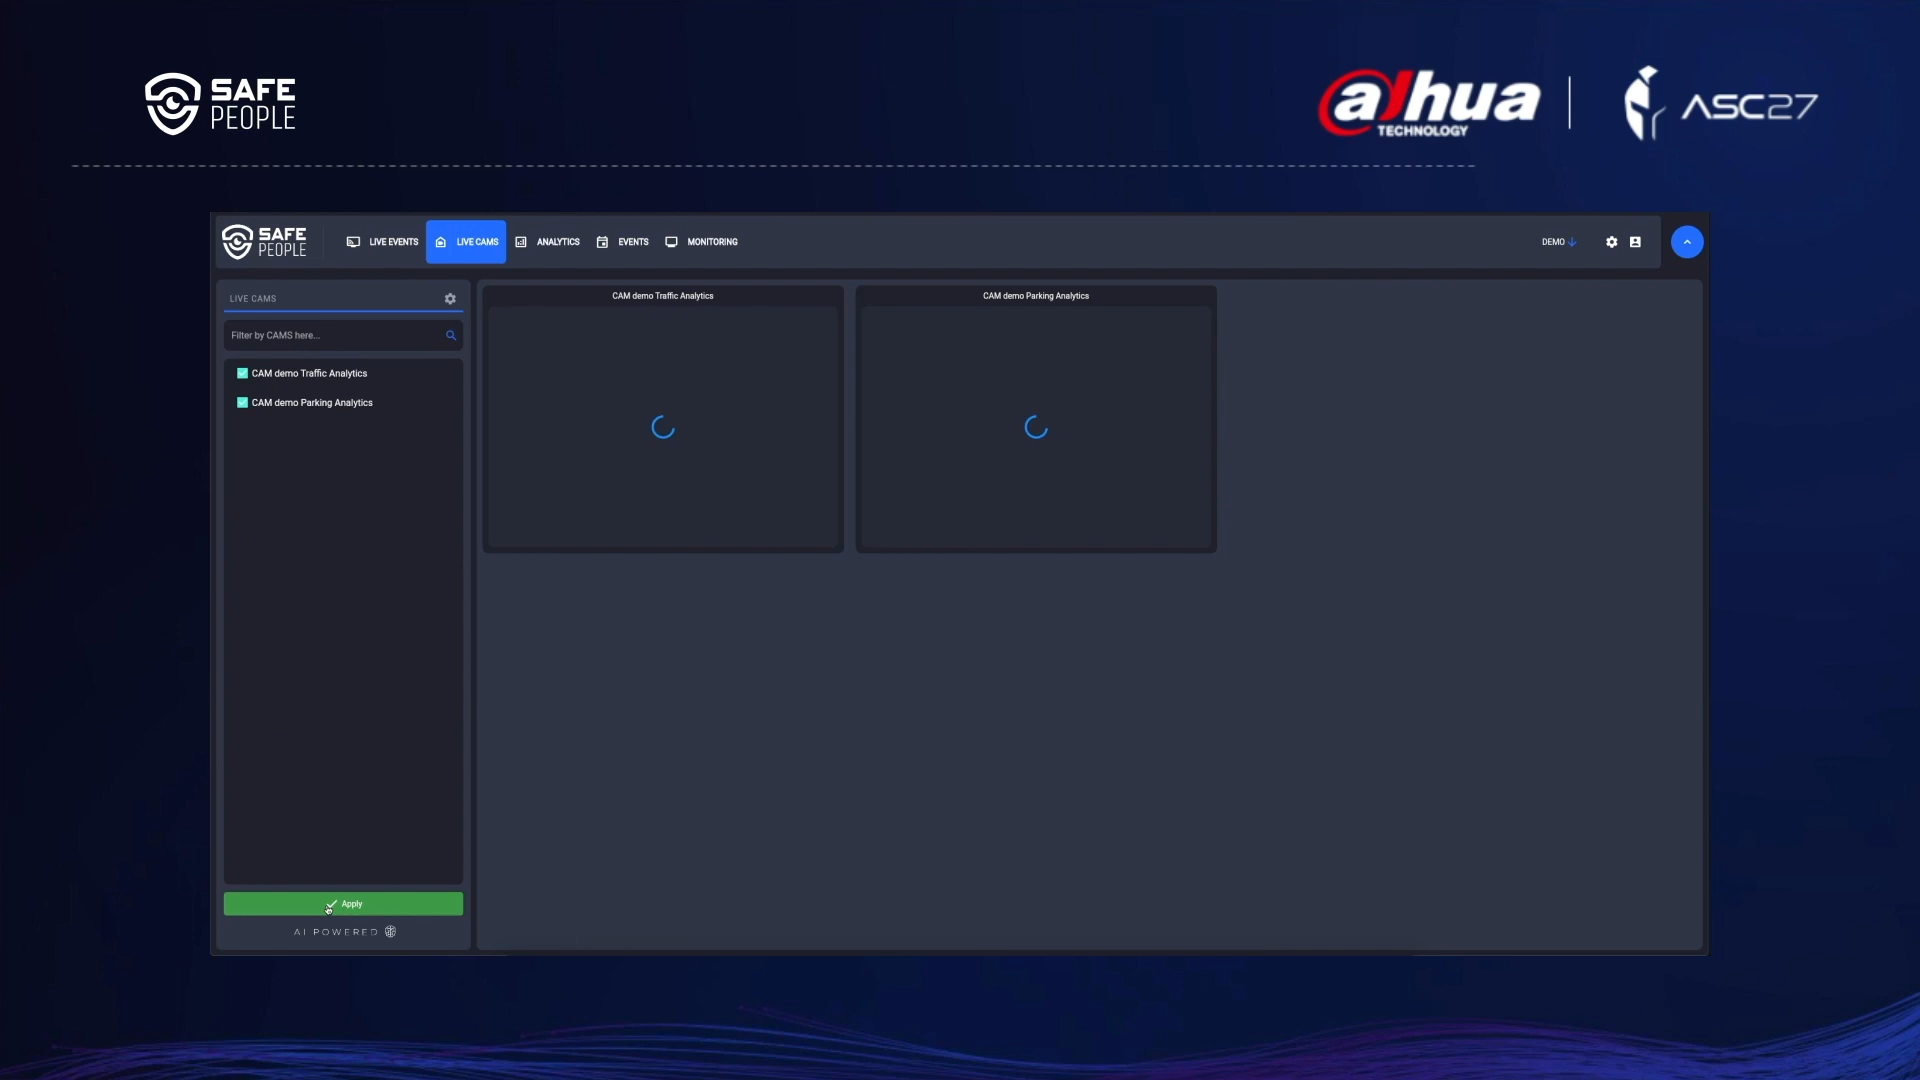 SAFE
PEOPLE
alhua
TECHNOLOGY
ASC27
SAFE
PEOPLE
LIVE EVENTS
LIVE CAMS
ANALYTICS
EVENTS
MONITORING
DEMO
LIVE CAMS
Filter by CAMS here...
CAM demo Traffic Analytics
CAM demo Parking Analytics
Apply
AI POWERED
CAM demo Traffic Analytics
CAM demo Parking Analytics